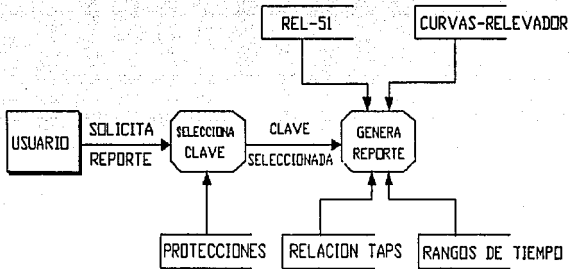 REL-51
CURVAS-RELEVADOR
USUARIO
SOLICITA
REPORTE
SELECCIONA
CLAVE
CLAVE
SELECCIONADA
GENERA
REPORTE
PROTECCIONES
RELACION TAPS
RANGOS DE TIEMPO